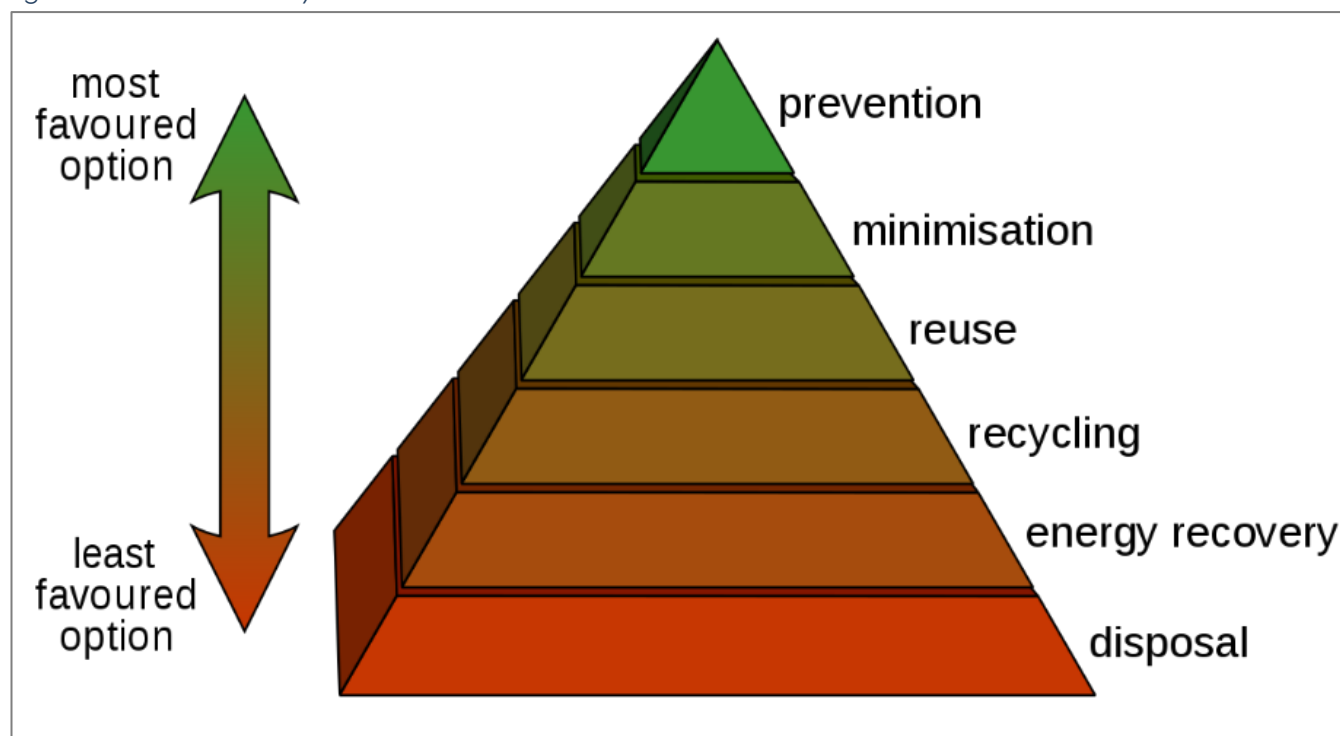 most
favoured
option
prevention
minimisation
reuse
recycling
energy recovery
least
favoured
option
disposal